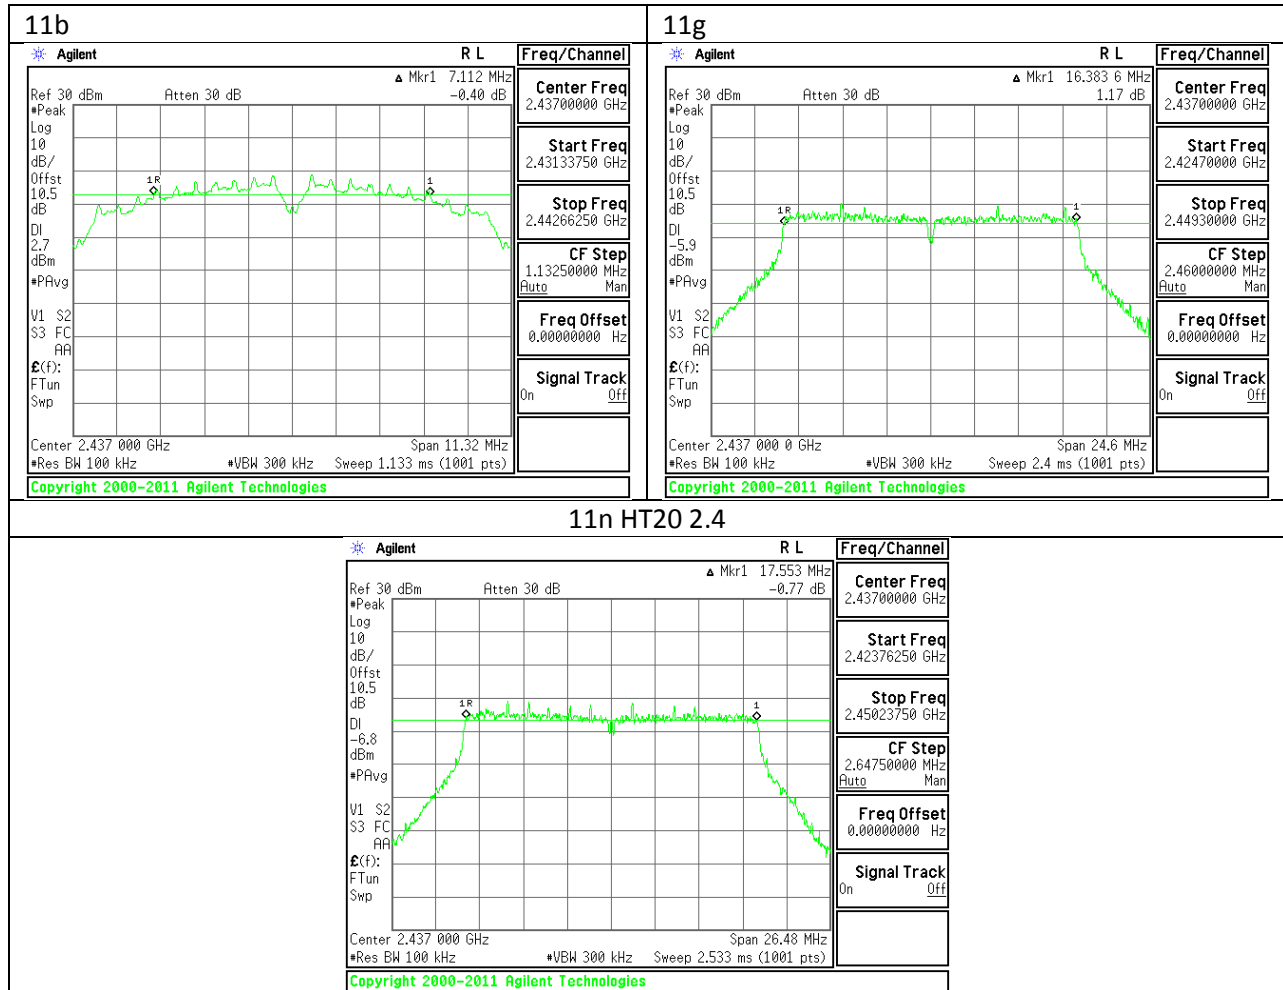 11b
11g
Agilent R L Freq/Channel
Δ Mkr1 7.112 MHz
Ref 30 dBm Atten 30 dB -0.40 dB
#Peak
Log
10
dB/
Offst
10.5
dB
DI
2.7
dBm
#PAvg
V1 S2
S3 FC
AA
£(f):
FTun
Swp
1R
1
Center 2.437 000 GHz Span 11.32 MHz
#Res BW 100 kHz #VBW 300 kHz Sweep 1.133 ms (1001 pts)
Copyright 2000-2011 Agilent Technologies
Center Freq
2.43700000 GHz
Start Freq
2.43133750 GHz
Stop Freq
2.44266250 GHz
CF Step
1.13250000 MHz
Auto Man
Freq Offset
0.00000000 Hz
Signal Track
On Off
Agilent R L Freq/Channel
Δ Mkr1 16.383 6 MHz
Ref 30 dBm Atten 30 dB 1.17 dB
#Peak
Log
10
dB/
Offst
10.5
dB
DI
-5.9
dBm
#PAvg
V1 S2
S3 FC
AA
£(f):
FTun
Swp
1R
1
Center 2.437 000 0 GHz Span 24.6 MHz
#Res BW 100 kHz #VBW 300 kHz Sweep 2.4 ms (1001 pts)
Copyright 2000-2011 Agilent Technologies
Center Freq
2.43700000 GHz
Start Freq
2.42470000 GHz
Stop Freq
2.44930000 GHz
CF Step
2.46000000 MHz
Auto Man
Freq Offset
0.00000000 Hz
Signal Track
On Off
11n HT20 2.4
Agilent R L Freq/Channel
Δ Mkr1 17.553 MHz
Ref 30 dBm Atten 30 dB -0.77 dB
#Peak
Log
10
dB/
Offst
10.5
dB
DI
-6.8
dBm
#PAvg
V1 S2
S3 FC
AA
£(f):
FTun
Swp
1R
1
Center 2.437 000 GHz Span 26.48 MHz
#Res BW 100 kHz #VBW 300 kHz Sweep 2.533 ms (1001 pts)
Copyright 2000-2011 Agilent Technologies
Center Freq
2.43700000 GHz
Start Freq
2.42376250 GHz
Stop Freq
2.45023750 GHz
CF Step
2.64750000 MHz
Auto Man
Freq Offset
0.00000000 Hz
Signal Track
On Off